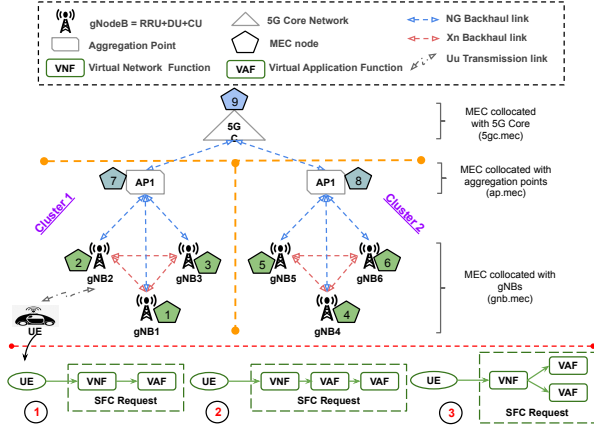 gNodeB = RRU+DU+CU
5G Core Network
NG Backhaul link
Aggregation Point
MEC node
Xn Backhaul link
VNF
Virtual Network Function
VAF
Virtual Application Function
Uu Transmission link
9
5G
C
MEC collocated
with 5G Core
(5gc.mec)
7
AP1
AP1
8
MEC collocated with
aggregation points
(ap.mec)
Cluster 1
Cluster 2
2
gNB2
3
gNB3
5
gNB5
6
gNB6
MEC collocated with
gNBs
(gnb.mec)
1
gNB1
4
gNB4
UE
UE
VNF
VAF
SFC Request
1
UE
VNF
VAF
VAF
SFC Request
2
UE
VNF
VAF
VAF
SFC Request
3